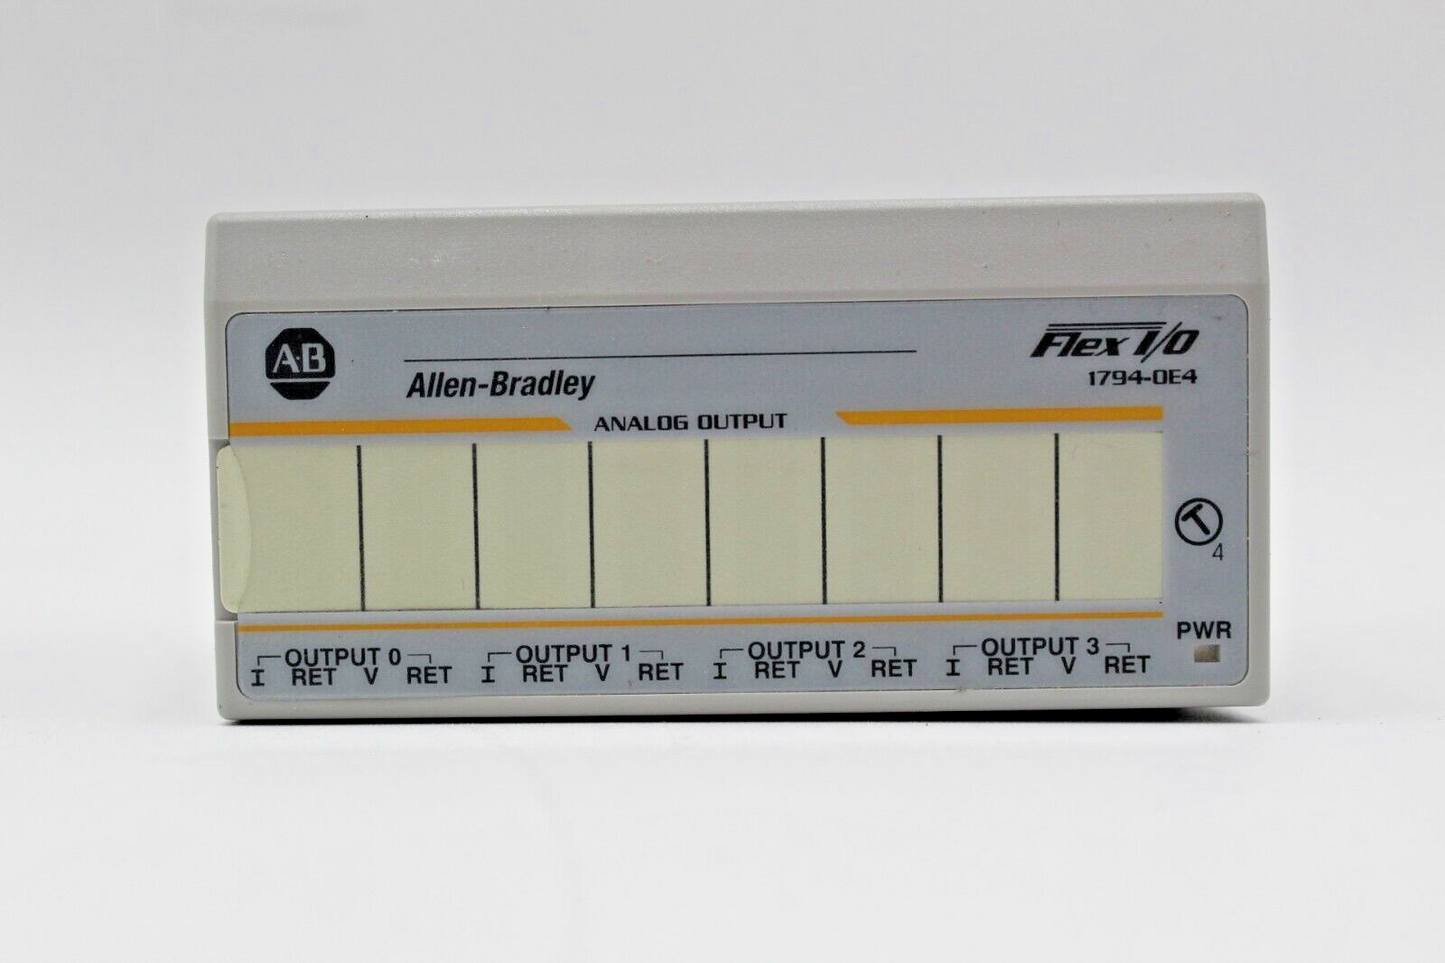 A·B
Allen-Bradley
Flex I/O
1794-OE4
ANALOG OUTPUT
4
PWR
OUTPUT 0
I RET V RET
OUTPUT 1
I RET V RET
OUTPUT 2
I RET V RET
OUTPUT 3
I RET V RET